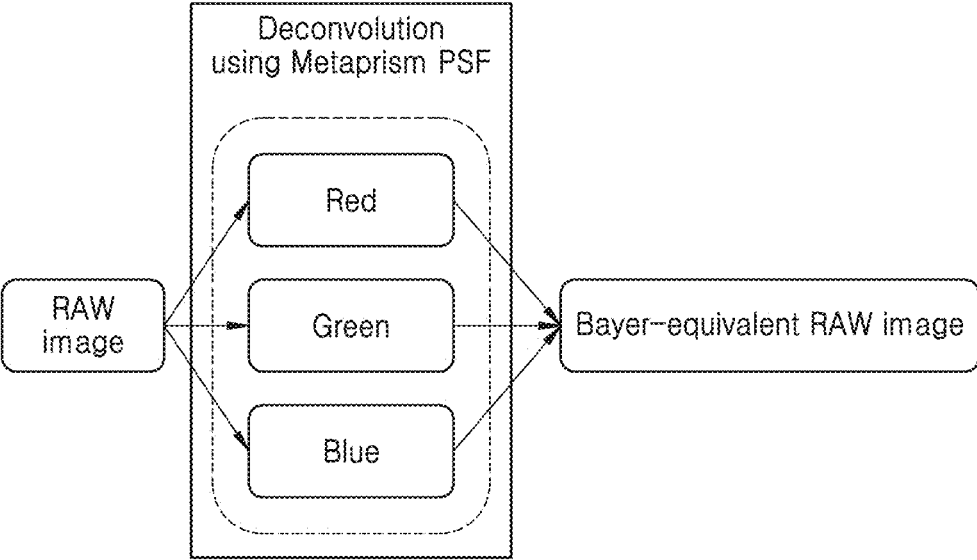 Deconvolution
using Metaprism PSF
Red
RAW
image
Green
Bayer-equivalent RAW image
Blue